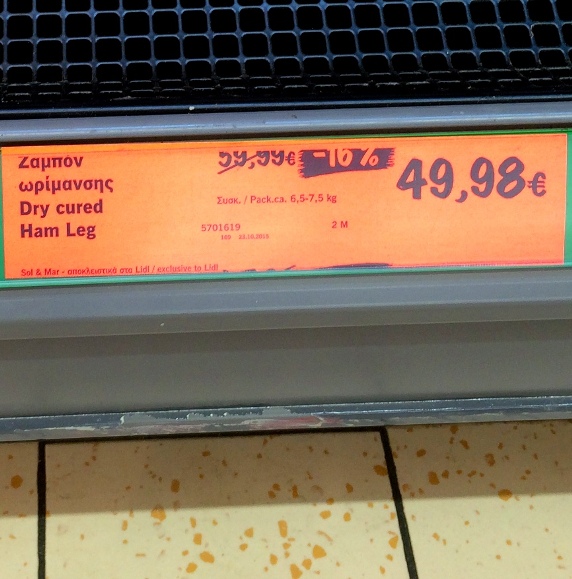 Ζαμπόν
ωρίμανσης
Dry cured
Ham Leg
59,99€ -16% 49,98€
Συσκ. / Pack.ca. 6,5-7,5 kg
5701619 2 M
Sol & Mar - αποκλειστικά στα Lidl / exclusive to Lidl